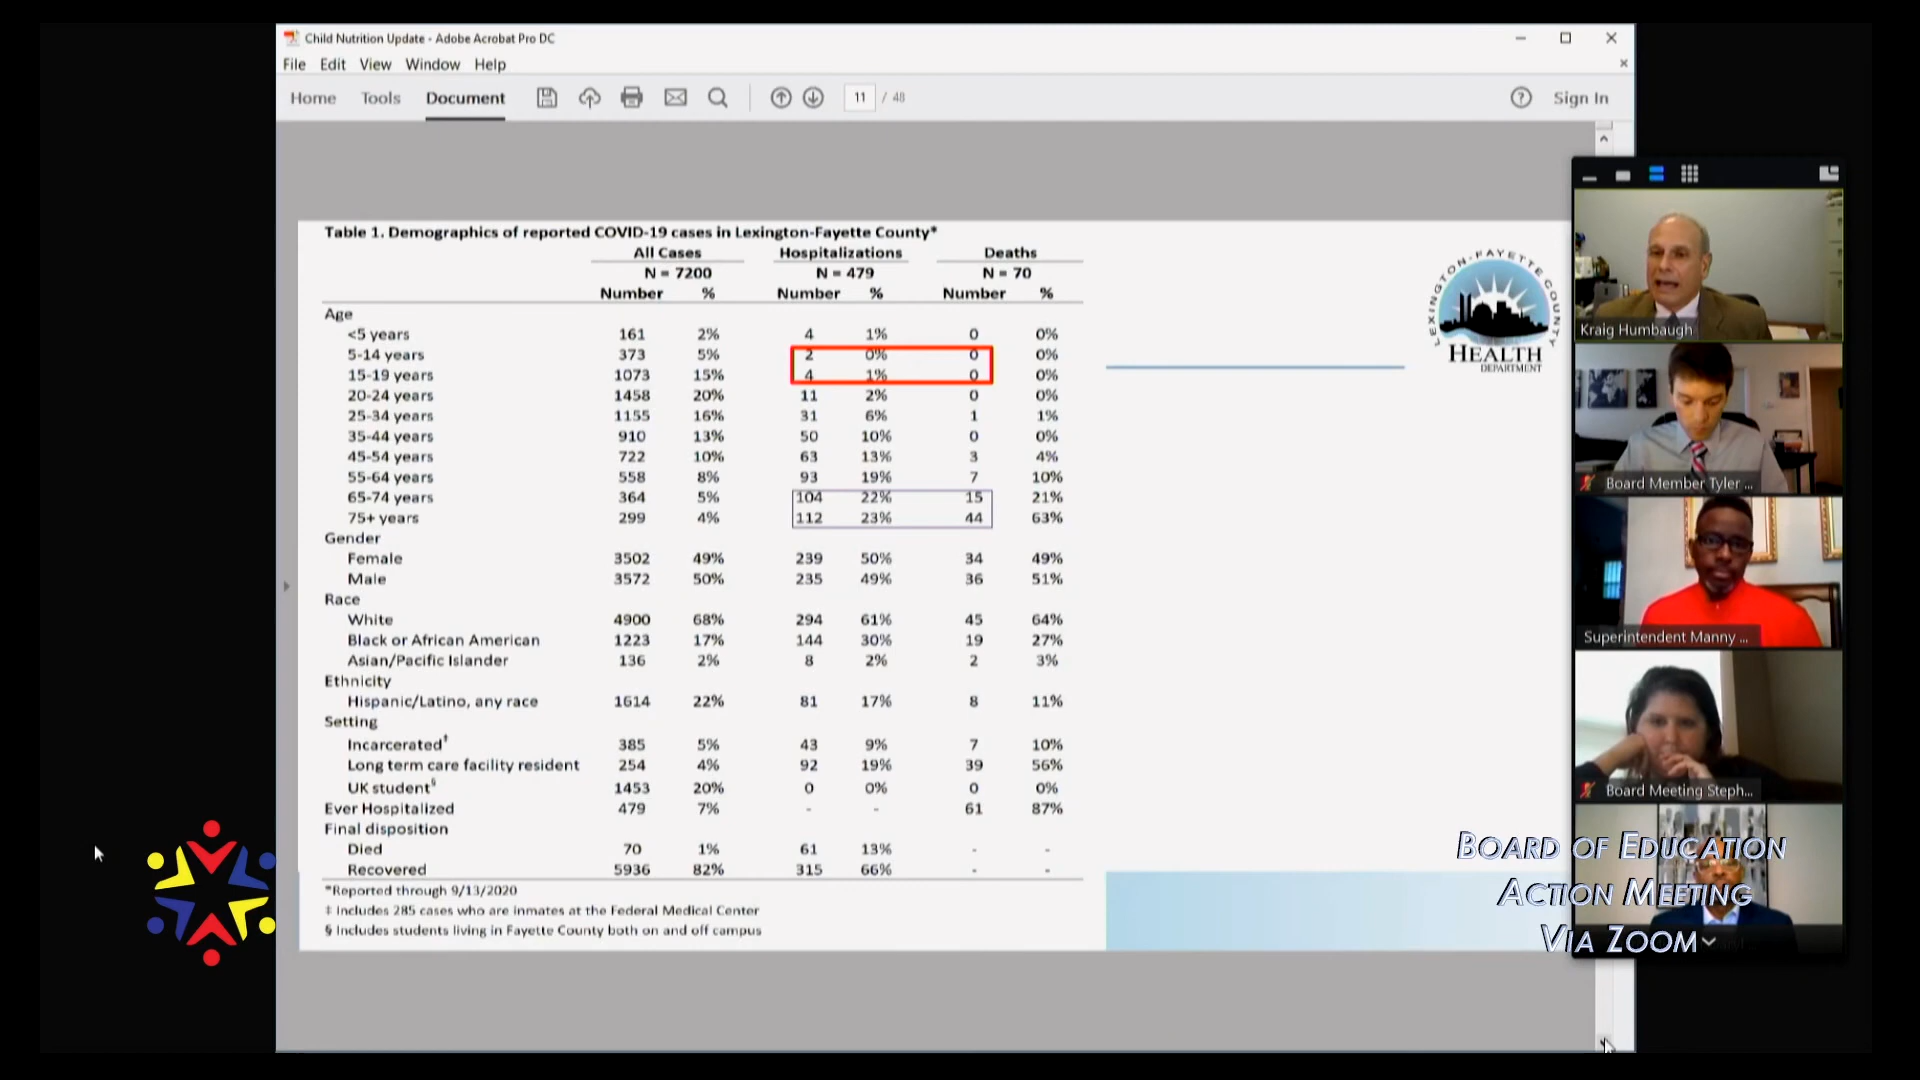 Child Nutrition Update - Adobe Acrobat Pro DC
File Edit View Window Help
Home Tools Document 11 / 48 Sign In
Table 1. Demographics of reported COVID-19 cases in Lexington-Fayette County*
All Cases Hospitalizations Deaths
N = 7200 N = 479 N = 70
Number % Number % Number %
Age
<5 years 161 2% 4 1% 0 0%
5-14 years 373 5% 2 0% 0 0%
15-19 years 1073 15% 4 1% 0 0%
20-24 years 1458 20% 11 2% 0 0%
25-34 years 1155 16% 31 6% 1 1%
35-44 years 910 13% 50 10% 0 0%
45-54 years 722 10% 63 13% 3 4%
55-64 years 558 8% 93 19% 7 10%
65-74 years 364 5% 104 22% 15 21%
75+ years 299 4% 112 23% 44 63%
Gender
Female 3502 49% 239 50% 34 49%
Male 3572 50% 235 49% 36 51%
Race
White 4900 68% 294 61% 45 64%
Black or African American 1223 17% 144 30% 19 27%
Asian/Pacific Islander 136 2% 8 2% 2 3%
Ethnicity
Hispanic/Latino, any race 1614 22% 81 17% 8 11%
Setting
Incarcerated† 385 5% 43 9% 7 10%
Long term care facility resident 254 4% 92 19% 39 56%
UK student§ 1453 20% 0 0% 0 0%
Ever Hospitalized 479 7% - - 61 87%
Final disposition
Died 70 1% 61 13% - -
Recovered 5936 82% 315 66% - -
*Reported through 9/13/2020
‡ Includes 285 cases who are inmates at the Federal Medical Center
§ Includes students living in Fayette County both on and off campus
LEXINGTON-FAYETTE COUNTY
HEALTH
DEPARTMENT
Kraig Humbaugh
Board Member Tyler ...
Superintendent Manny ...
Board Meeting Steph...
BOARD OF EDUCATION
ACTION MEETING
VIA ZOOM